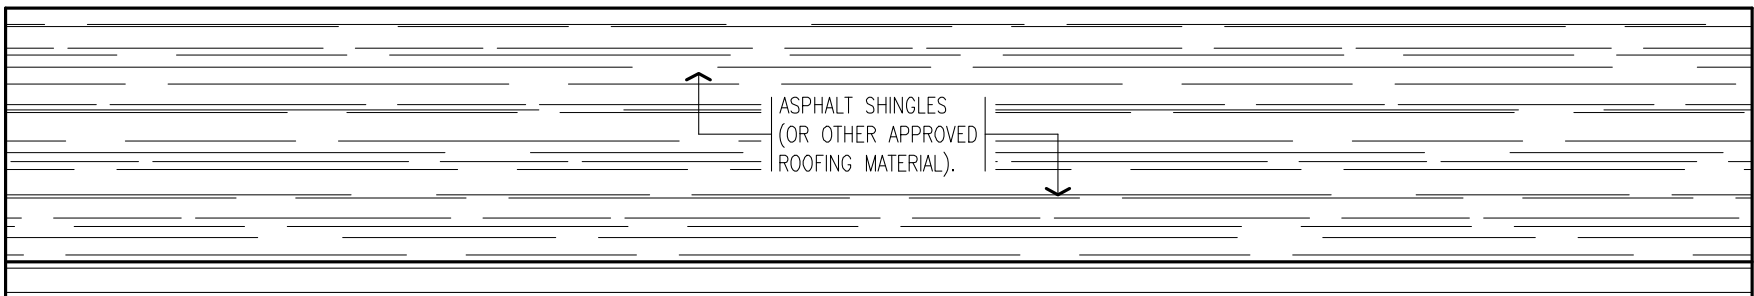 ASPHALT SHINGLES
(OR OTHER APPROVED
ROOFING MATERIAL).